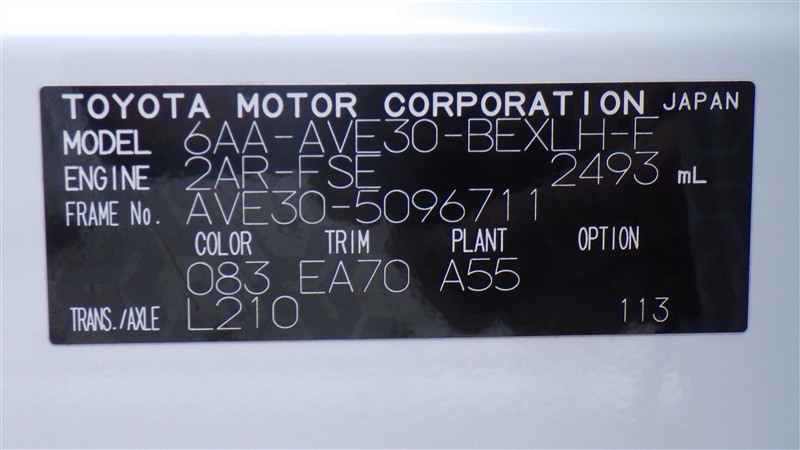 TOYOTA MOTOR CORPORATION JAPAN
MODEL 6AA-AVE30-BEXLH-F
ENGINE 2AR-FSE 2493 mL
FRAME No. AVE30-5096711
COLOR TRIM PLANT OPTION
083 EA70 A55
TRANS./AXLE L210 113